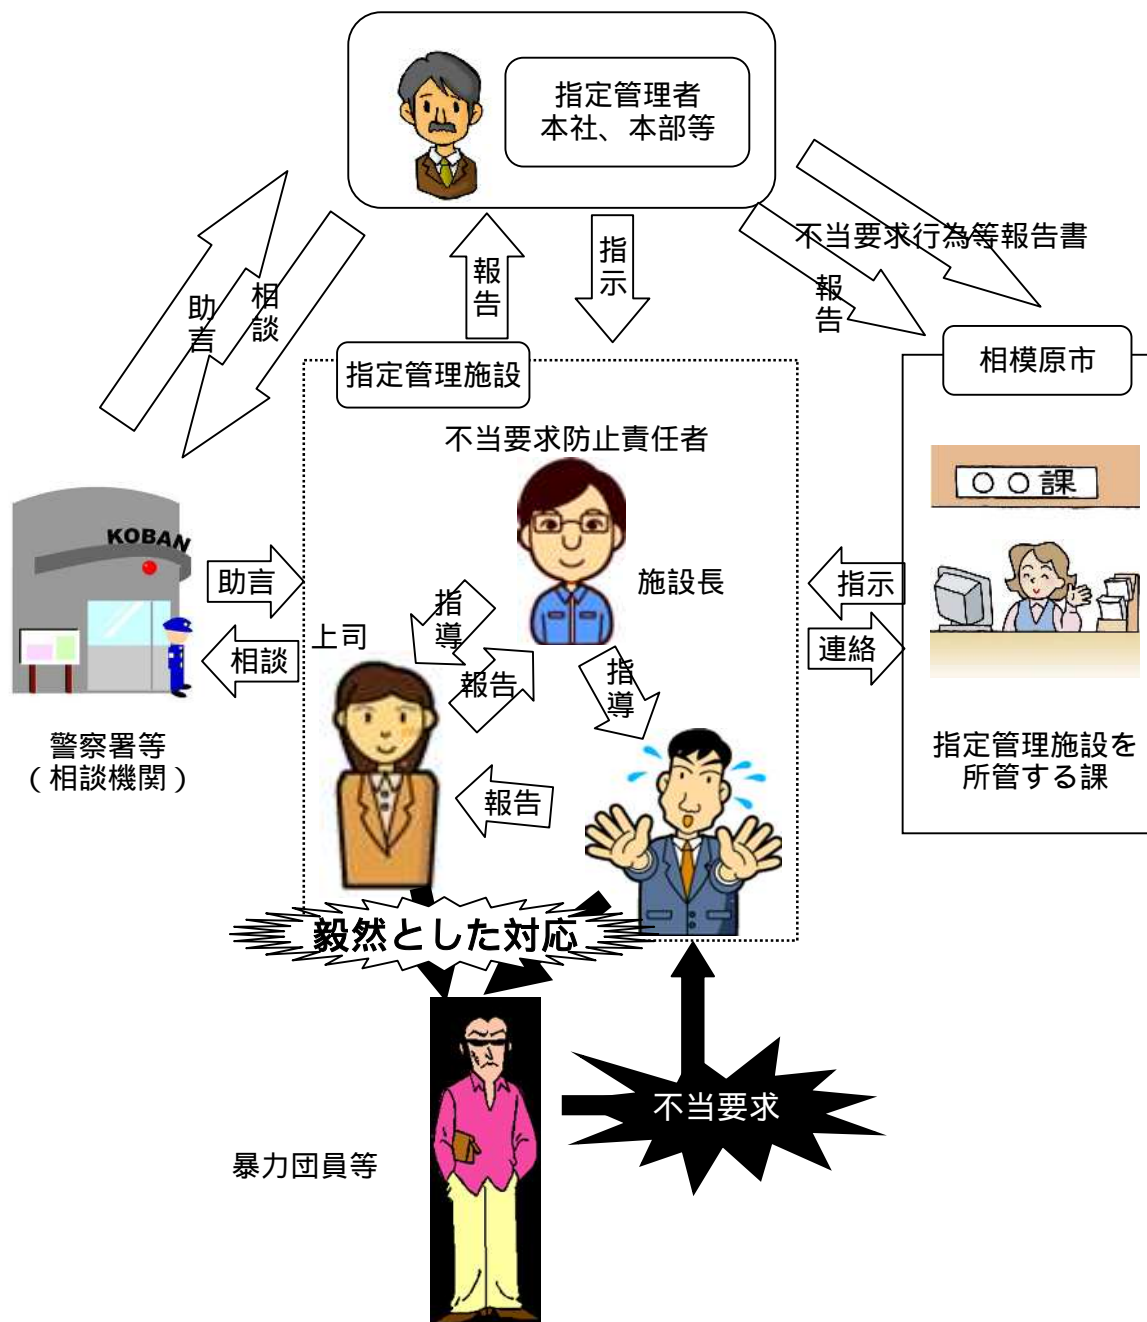 指定管理者
本社、本部等
不当要求行為等報告書
報告
指示
報告
助言
相談
指定管理施設
相模原市
不当要求防止責任者
○○課
KOBAN
助言
相談
施設長
指示
連絡
上司
指導
報告
指導
報告
警察署等
(相談機関)
指定管理施設を
所管する課
毅然とした対応
不当要求
暴力団員等